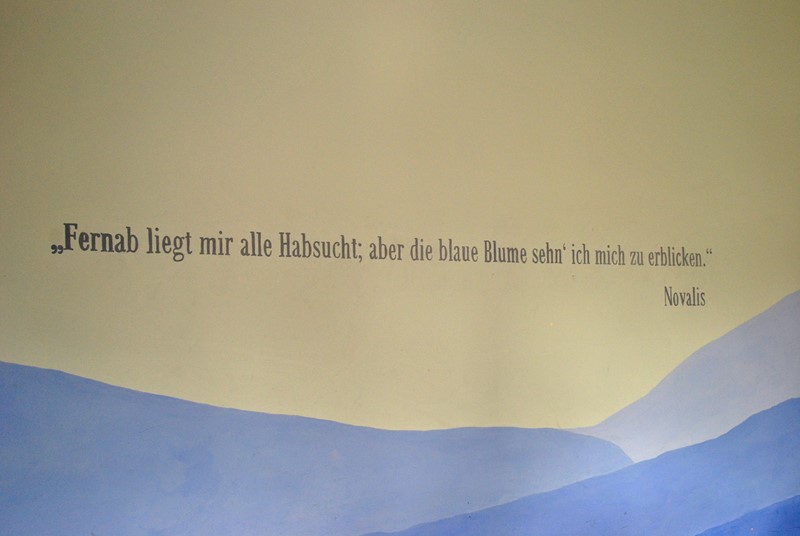 „Fernab liegt mir alle Habsucht; aber die blaue Blume sehn‘ ich mich zu erblicken.“
Novalis